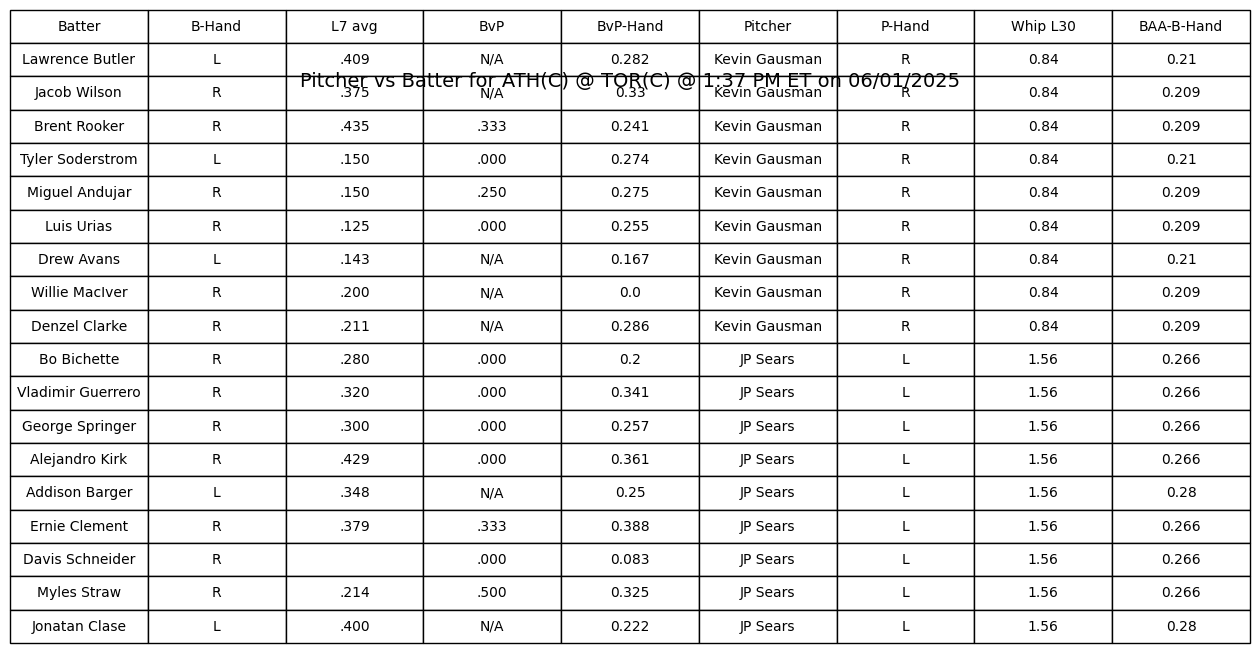 Batter B-Hand L7 avg BvP BvP-Hand Pitcher P-Hand Whip L30 BAA-B-Hand
Lawrence Butler L .409 N/A 0.282 Kevin Gausman R 0.84 0.21
Pitcher vs Batter for ATH(C) @ TOR(C) @ 1:37 PM ET on 06/01/2025
Jacob Wilson R .375 N/A 0.33 Kevin Gausman R 0.84 0.209
Brent Rooker R .435 .333 0.241 Kevin Gausman R 0.84 0.209
Tyler Soderstrom L .150 .000 0.274 Kevin Gausman R 0.84 0.21
Miguel Andujar R .150 .250 0.275 Kevin Gausman R 0.84 0.209
Luis Urias R .125 .000 0.255 Kevin Gausman R 0.84 0.209
Drew Avans L .143 N/A 0.167 Kevin Gausman R 0.84 0.21
Willie MacIver R .200 N/A 0.0 Kevin Gausman R 0.84 0.209
Denzel Clarke R .211 N/A 0.286 Kevin Gausman R 0.84 0.209
Bo Bichette R .280 .000 0.2 JP Sears L 1.56 0.266
Vladimir Guerrero R .320 .000 0.341 JP Sears L 1.56 0.266
George Springer R .300 .000 0.257 JP Sears L 1.56 0.266
Alejandro Kirk R .429 .000 0.361 JP Sears L 1.56 0.266
Addison Barger L .348 N/A 0.25 JP Sears L 1.56 0.28
Ernie Clement R .379 .333 0.388 JP Sears L 1.56 0.266
Davis Schneider R .000 0.083 JP Sears L 1.56 0.266
Myles Straw R .214 .500 0.325 JP Sears L 1.56 0.266
Jonatan Clase L .400 N/A 0.222 JP Sears L 1.56 0.28